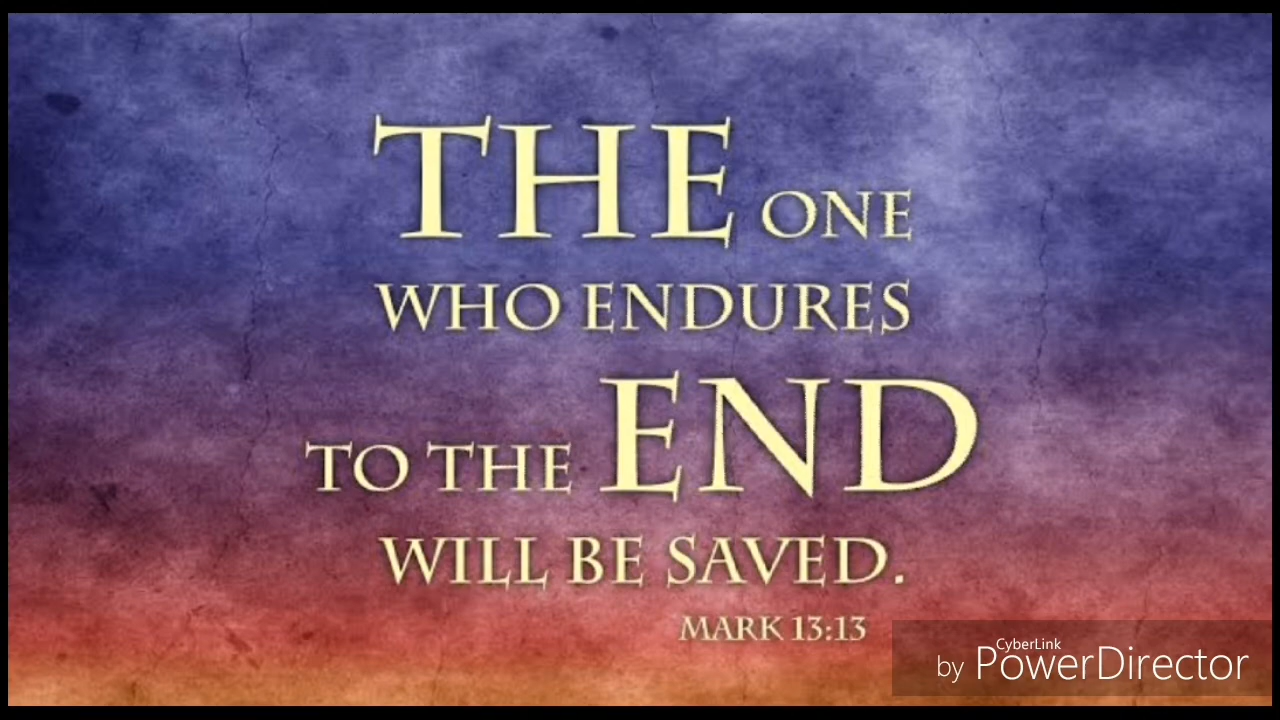 THE ONE
WHO ENDURES
TO THE END
WILL BE SAVED.
MARK 13:13
CyberLink
by PowerDirector